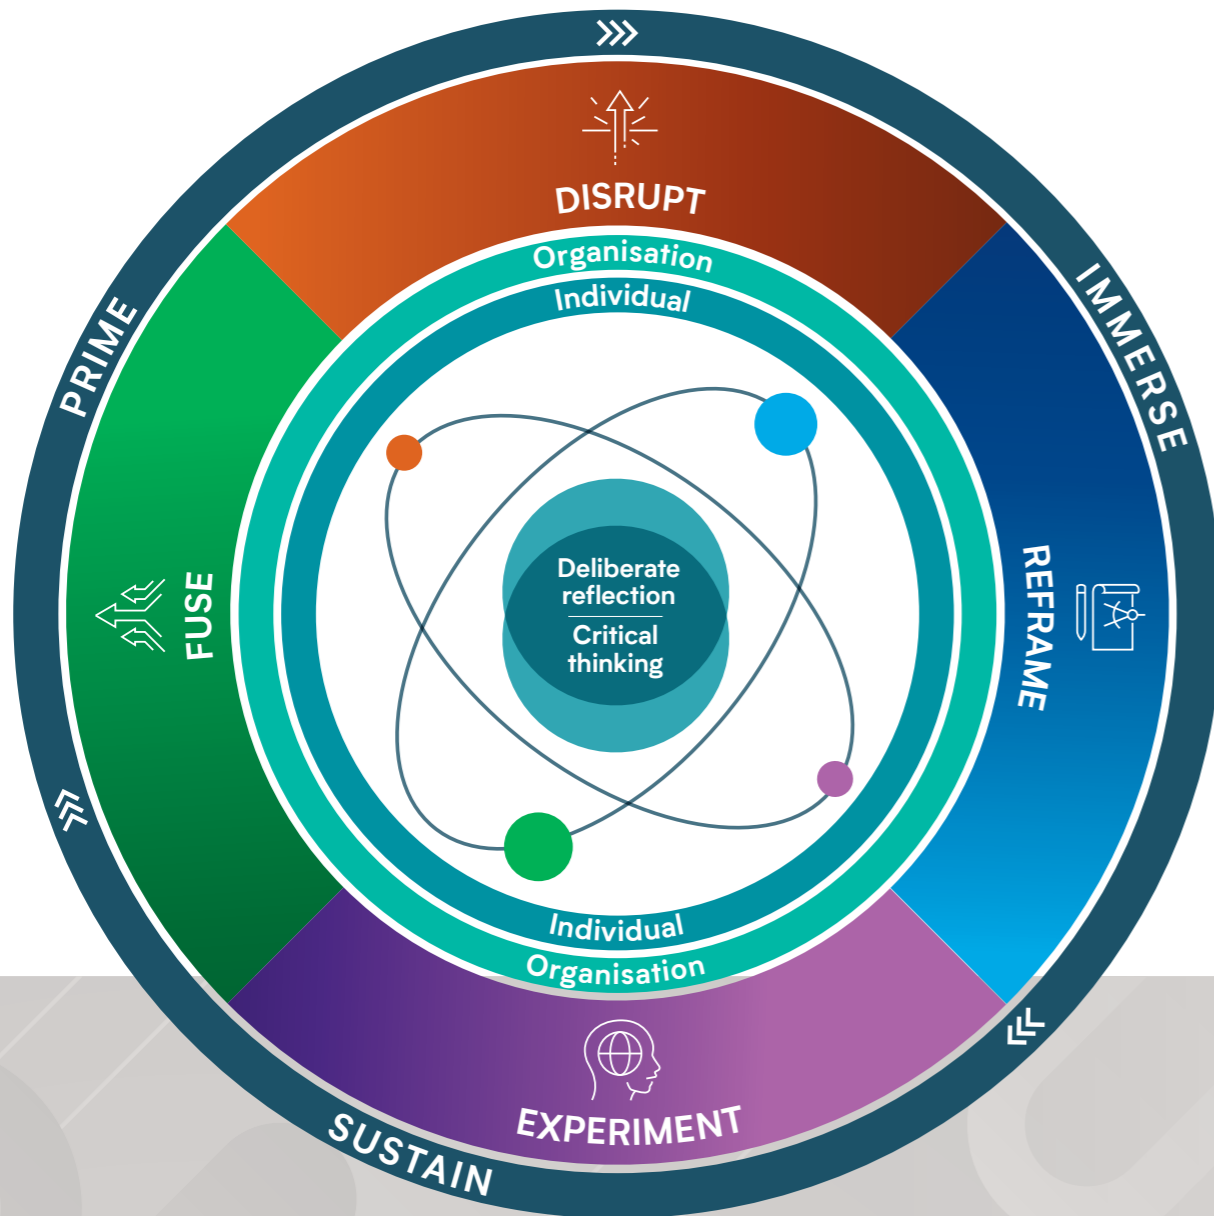 PRIME
IMMERSE
SUSTAIN
DISRUPT
REFRAME
EXPERIMENT
FUSE
Organisation
Individual
Deliberate
reflection
Critical
thinking
Individual
Organisation